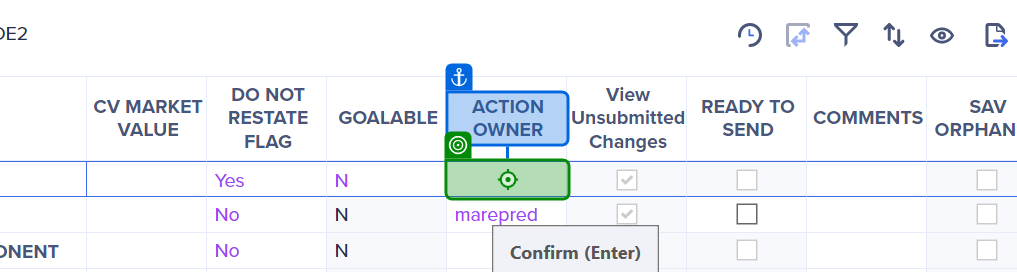 DE2
CV MARKET VALUE
DO NOT RESTATE FLAG
GOALABLE
ACTION OWNER
View Unsubmitted Changes
READY TO SEND
COMMENTS
SAV ORPHAN
Yes N
No N marepred
ONENT No N
Confirm (Enter)